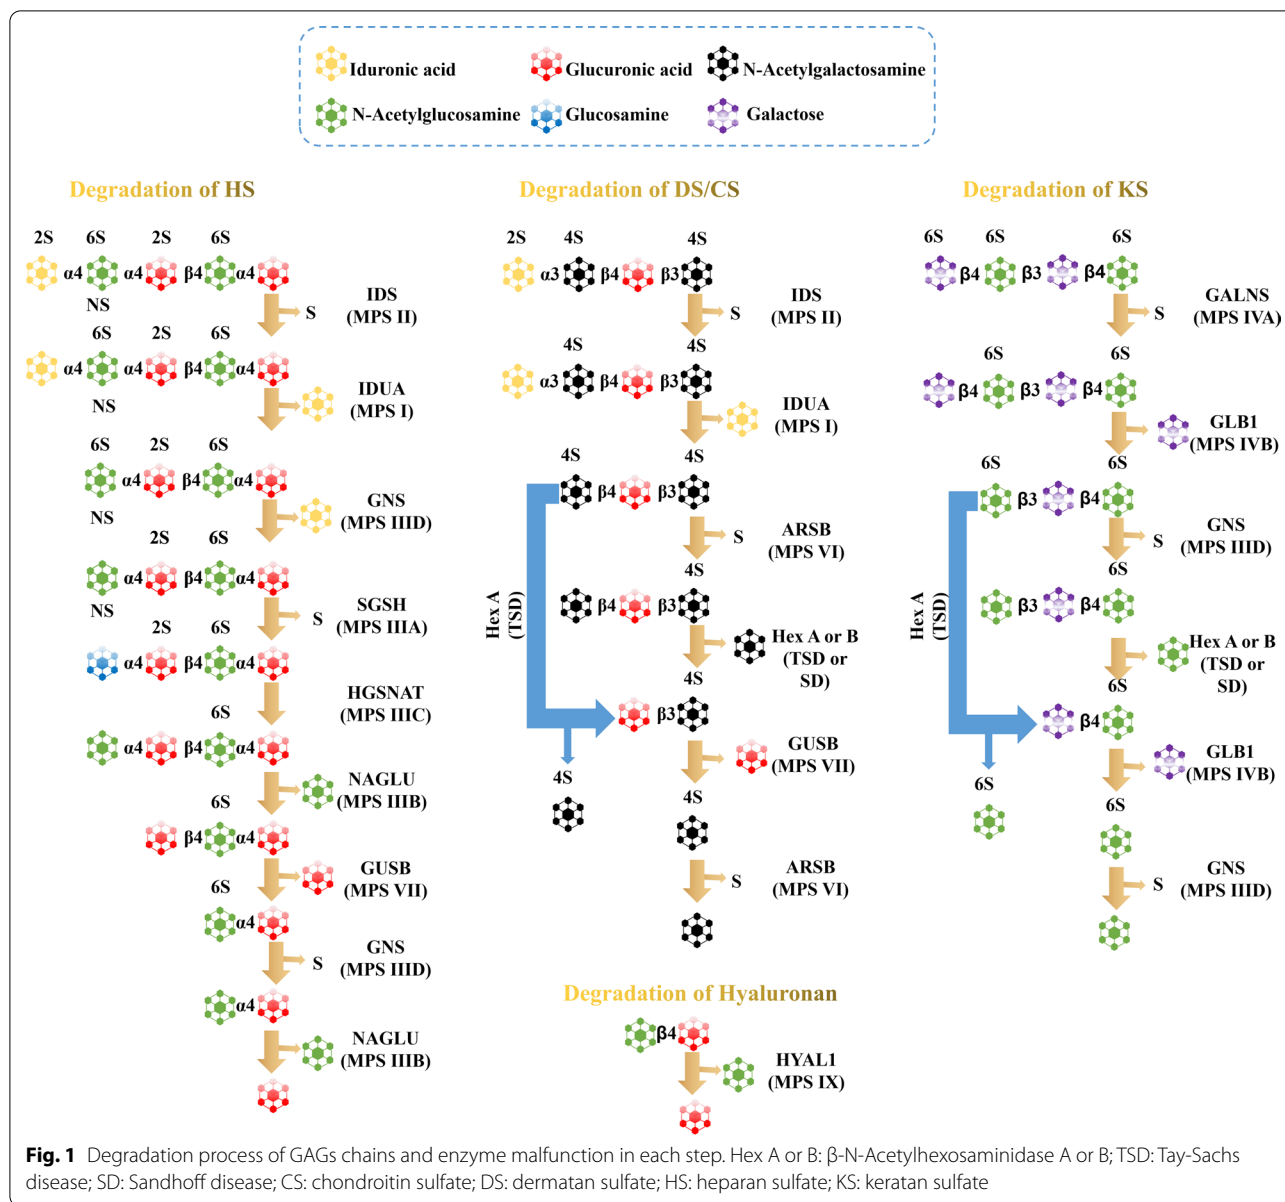 Iduronic acid
Glucuronic acid
N-Acetylgalactosamine
N-Acetylglucosamine
Glucosamine
Galactose
Degradation of HS
2S 6S 2S 6S
α4 α4 β4 α4
NS
S
IDS
(MPS II)
6S 2S 6S
α4 α4 β4 α4
NS
IDUA
(MPS I)
6S 2S 6S
α4 β4 α4
NS
GNS
(MPS IIID)
2S 6S
α4 β4 α4
NS
S
SGSH
(MPS IIIA)
2S 6S
α4 β4 α4
HGSNAT
(MPS IIIC)
6S
α4 β4 α4
NAGLU
(MPS IIIB)
6S
β4 α4
GUSB
(MPS VII)
6S
α4
S
GNS
(MPS IIID)
α4
NAGLU
(MPS IIIB)
Degradation of DS/CS
2S 4S 4S
α3 β4 β3
S
IDS
(MPS II)
4S 4S
α3 β4 β3
IDUA
(MPS I)
4S 4S
β4 β3
S
ARSB
(MPS VI)
4S
β4 β3
Hex A
(TSD)
Hex A or B
(TSD or
SD)
4S
β3
GUSB
(MPS VII)
4S
4S
S
ARSB
(MPS VI)
Degradation of Hyaluronan
β4
HYAL1
(MPS IX)
Degradation of KS
6S 6S 6S
β4 β3 β4
S
GALNS
(MPS IVA)
6S 6S
β4 β3 β4
GLB1
(MPS IVB)
6S 6S
β3 β4
S
GNS
(MPS IIID)
6S
β3 β4
Hex A
(TSD)
Hex A or B
(TSD or
SD)
6S
β4
GLB1
(MPS IVB)
6S
6S
S
GNS
(MPS IIID)
Fig. 1 Degradation process of GAGs chains and enzyme malfunction in each step. Hex A or B: β-N-Acetylhexosaminidase A or B; TSD: Tay-Sachs
disease; SD: Sandhoff disease; CS: chondroitin sulfate; DS: dermatan sulfate; HS: heparan sulfate; KS: keratan sulfate